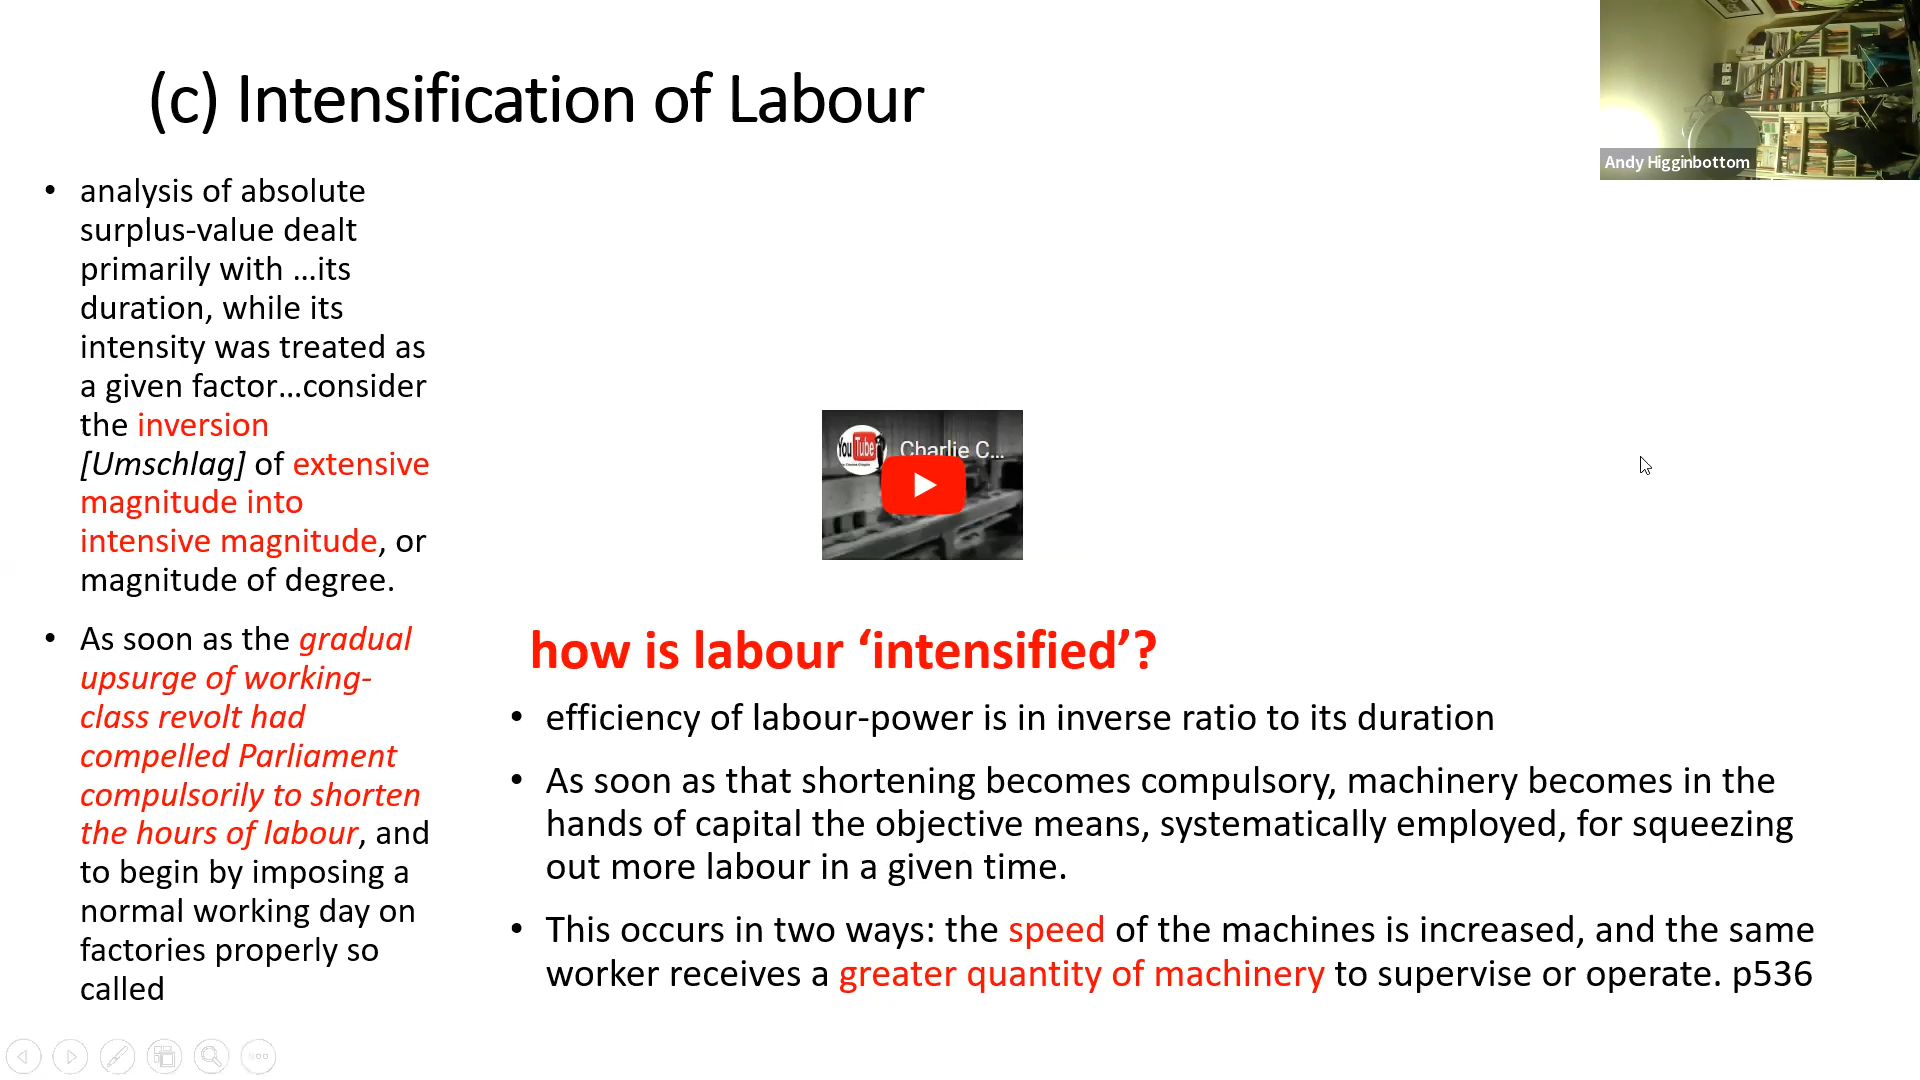 (c) Intensification of Labour
• analysis of absolute
surplus-value dealt
primarily with …its
duration, while its
intensity was treated as
a given factor…consider
the inversion
[Umschlag] of extensive
magnitude into
intensive magnitude, or
magnitude of degree.
• As soon as the gradual
upsurge of working-
class revolt had
compelled Parliament
compulsorily to shorten
the hours of labour, and
to begin by imposing a
normal working day on
factories properly so
called
YouTube
Charlie C...
how is labour ‘intensified’?
• efficiency of labour-power is in inverse ratio to its duration
• As soon as that shortening becomes compulsory, machinery becomes in the
hands of capital the objective means, systematically employed, for squeezing
out more labour in a given time.
• This occurs in two ways: the speed of the machines is increased, and the same
worker receives a greater quantity of machinery to supervise or operate. p536
Andy Higginbottom